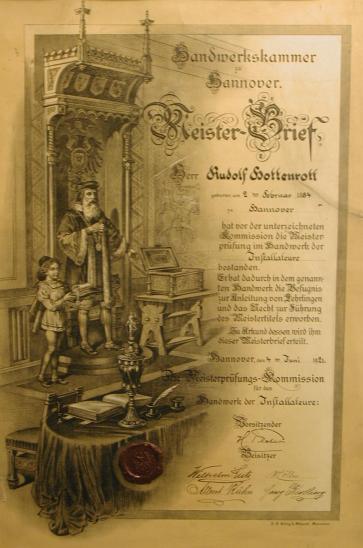 Handwerkskammer
zu
Hannover.
Meister-Brief.
Herr Rudolf Hottenrott
geboren am 2 ten Februar 1884
zu Hannover
hat vor der unterzeichneten
Kommission die Meister
prüfung im Handwerk der
Installateure
bestanden.
Er hat dadurch in dem genann
ten Handwerk die Befugnis
zur Anleitung von Lehrlingen
und das Recht zur Führung
des Meistertitels erworben.
Zu Urkund dessen wird ihm
dieser Meisterbrief erteilt.
Hannover, den 4 ten Juni
Die Meisterprüfungs-Kommission
für das
Handwerk der Installateure:
Vorsitzender
Beisitzer